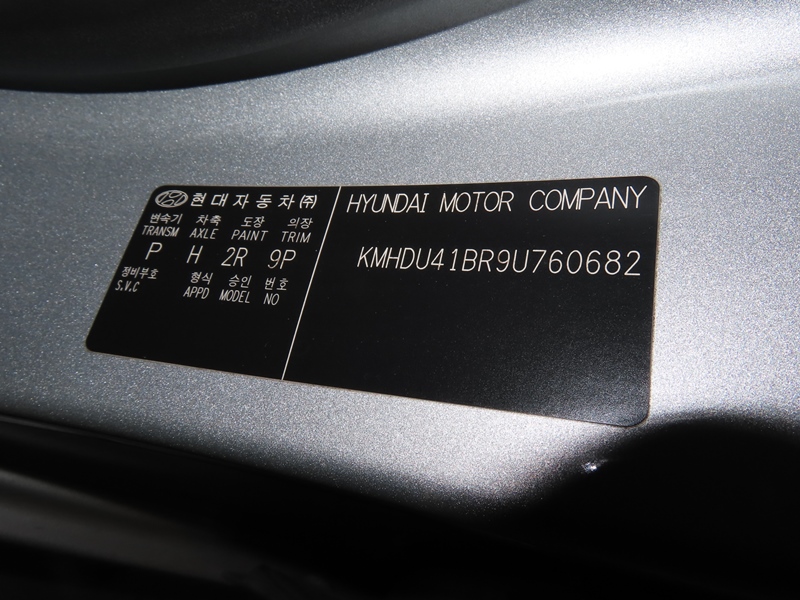 현대자동차㈜
변속기 차축 도장 의장
TRANSM AXLE PAINT TRIM
P H 2R 9P
정비부호 형식 승인 번호
S.V.C APPD MODEL NO
HYUNDAI MOTOR COMPANY
KMHDU41BR9U760682